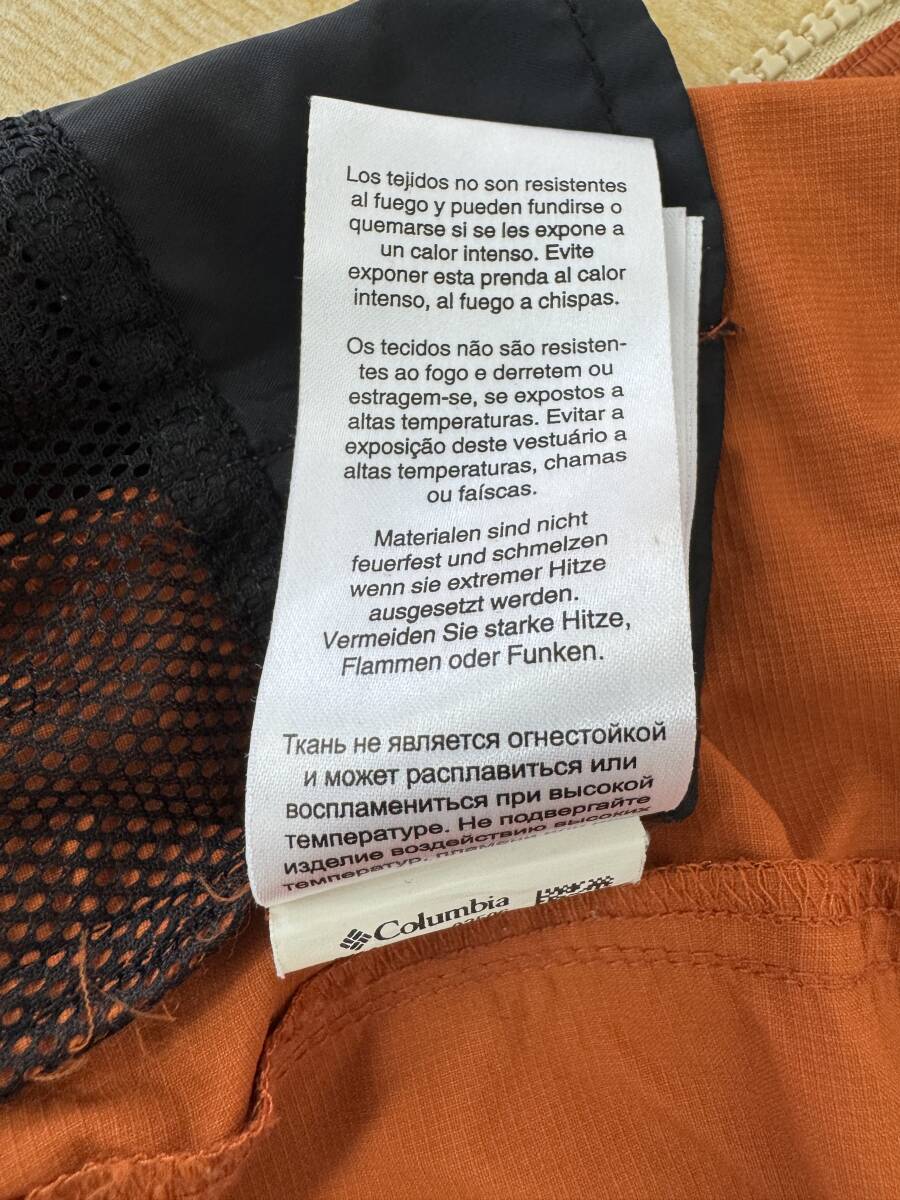 Los tejidos no son resistentes
al fuego y pueden fundirse o
quemarse si se les expone a
un calor intenso. Evite
exponer esta prenda al calor
intenso, al fuego a chispas.
Os tecidos não são resisten-
tes ao fogo e derretem ou
estragem-se, se expostos a
altas temperaturas. Evitar a
exposição deste vestuário a
altas temperaturas, chamas
ou faíscas.
Materialen sind nicht
feuerfest und schmelzen
wenn sie extremer Hitze
ausgesetzt werden.
Vermeiden Sie starke Hitze,
Flammen oder Funken.
Ткань не является огнестойкой
и может расплавиться или
воспламениться при высокой
температуре. Не подвергайте
изделие воздействию высоких
температур, пламени
Columbia